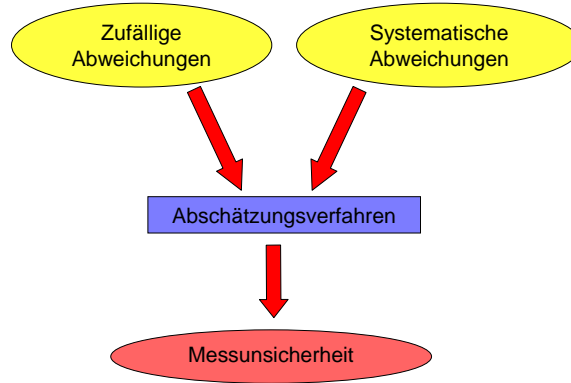 Zufällige
Abweichungen
Systematische
Abweichungen
Abschätzungsverfahren
Messunsicherheit